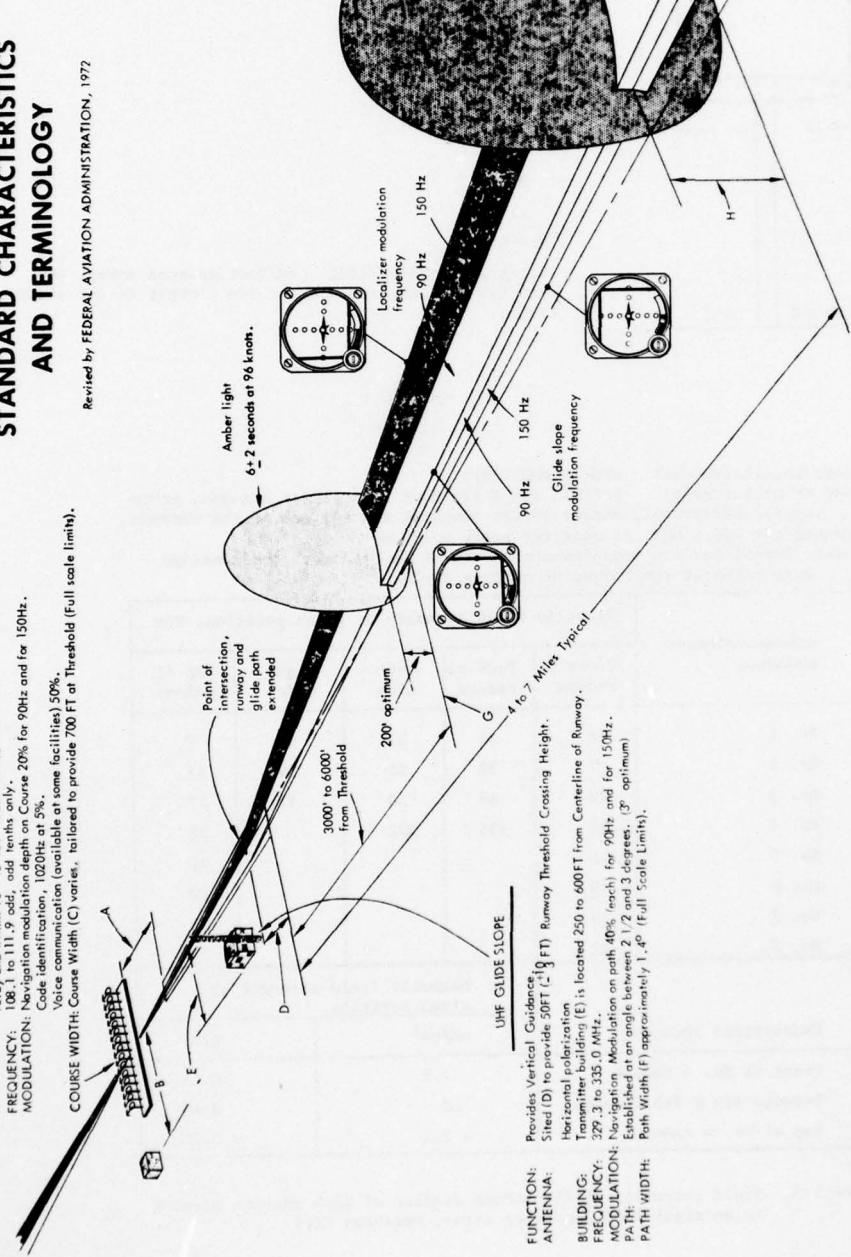 STANDARD CHARACTERISTICS
AND TERMINOLOGY
Revised by FEDERAL AVIATION ADMINISTRATION, 1972
FREQUENCY: 108.1 to 111.9 odd, add tenths only.
MODULATION: Navigation modulation depth on Course 20% for 90Hz and for 150Hz.
Code identification, 1020Hz at 5%.
Voice communication (available at some facilities) 50%.
COURSE WIDTH: Course Width (C) varies, tailored to provide 700 FT at Threshold (Full scale limits).
Amber light
6± 2 seconds at 96 knots.
Localizer modulation
frequency
90 Hz
150 Hz
Point of
intersection,
runway and
glide path
extended
A
B
E
D
3000' to 6000'
from Threshold
200' optimum
G
4 to 7 Miles Typical
H
90 Hz
150 Hz
Glide slope
modulation frequency
UHF GLIDE SLOPE
FUNCTION: Provides Vertical Guidance.
ANTENNA: Sited (D) to provide 50FT FT) Runway Threshold Crossing Height.
Horizontal polarization
BUILDING: Transmitter building (E) is located 250 to 600FT from Centerline of Runway.
FREQUENCY: 329.3 to 335.0 MHz.
MODULATION: Navigation Modulation on path 40% (each) for 90Hz and for 150Hz.
PATH: Established at an angle between 2 1/2 and 3 degrees. (3° optimum)
PATH WIDTH: Path Width (F) approximately 1.4° (Full Scale Limits).